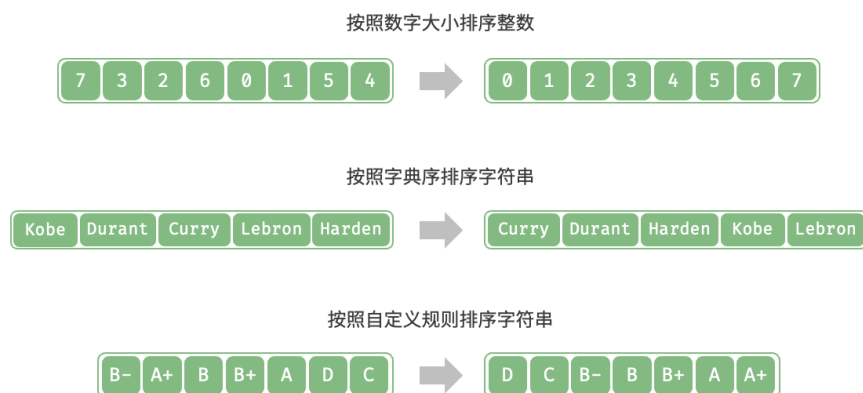 按照数字大小排序整数
7 3 2 6 0 1 5 4 0 1 2 3 4 5 6 7
按照字典序排序字符串
Kobe Durant Curry Lebron Harden Curry Durant Harden Kobe Lebron
按照自定义规则排序字符串
B- A+ B B+ A D C D C B- B B+ A A+